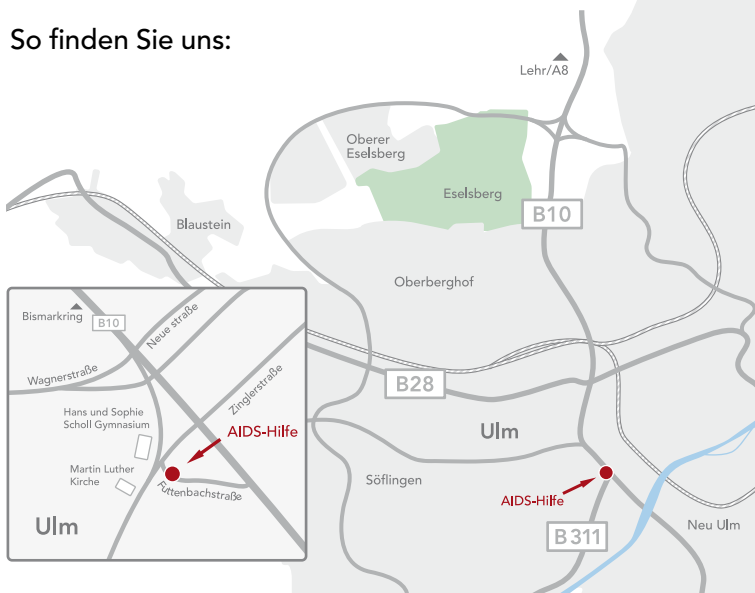 So finden Sie uns:
Lehr/A8
Oberer
Eselsberg
Eselsberg
B10
Blaustein
Oberberghof
Bismarkring
B10
Neue straße
Wagnerstraße
Zinglerstraße
Hans und Sophie
Scholl Gymnasium
AIDS-Hilfe
Martin Luther
Kirche
Futtenbachstraße
Ulm
B28
Ulm
Söflingen
AIDS-Hilfe
B311
Neu Ulm